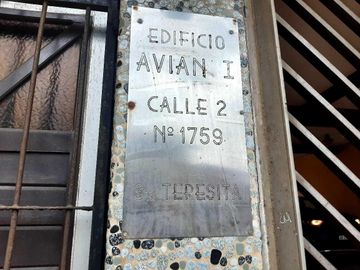 EDIFICIO
AVIAN I
CALLE 2
Nº 1759
TERESITA